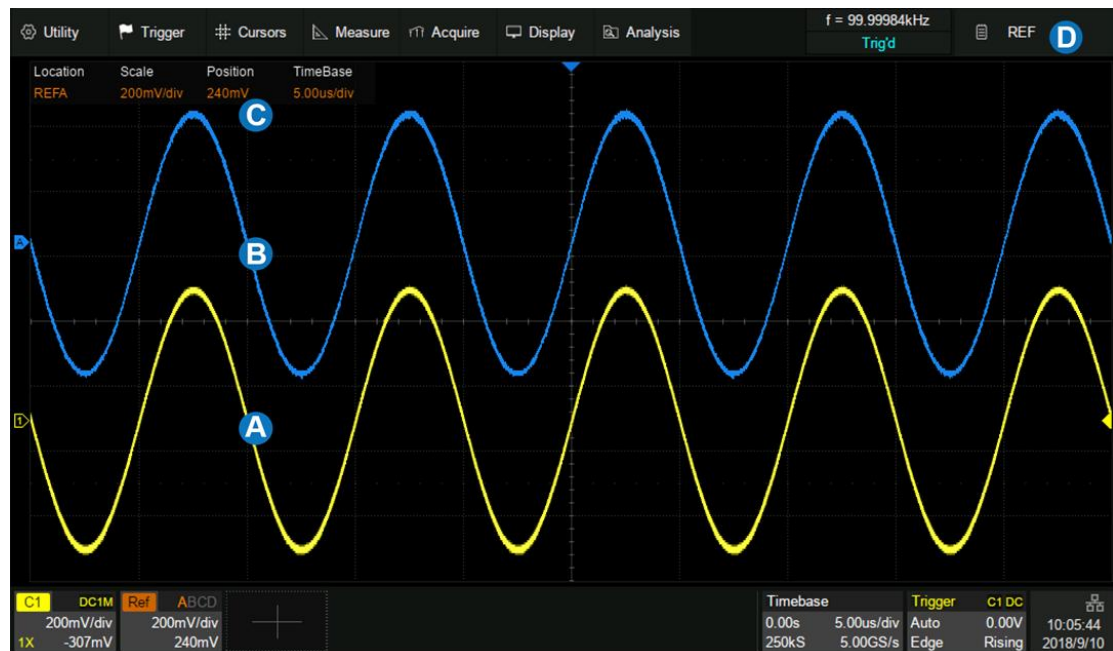 Utility Trigger Cursors Measure Acquire Display Analysis
f = 99.99984kHz
Trig'd
REF
D
Location Scale Position TimeBase
REFA 200mV/div 240mV 5.00us/div
C
A
B
1
A
C1 DC1M
200mV/div
1X -307mV
Ref ABCD
200mV/div
240mV
Timebase
0.00s 5.00us/div
250kS 5.00GS/s
Trigger C1 DC
Auto 0.00V
Edge Rising
10:05:44
2018/9/10